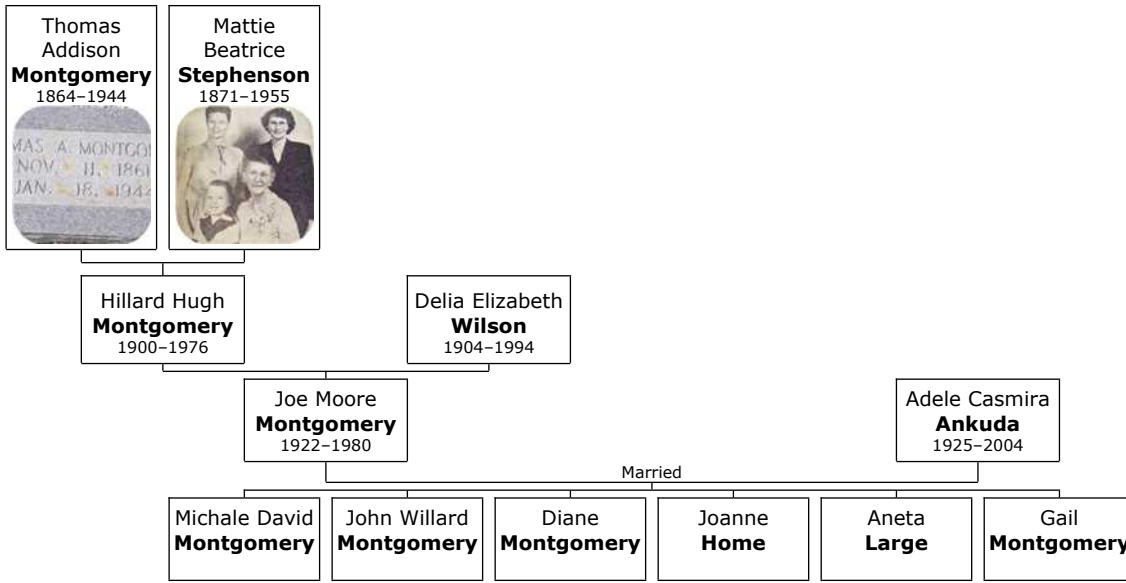 Thomas
Addison
Montgomery
1864–1944
MAS A. MONTGO
NOV. 11, 1861
JAN. 18, 1944
Mattie
Beatrice
Stephenson
1871–1955
Hillard Hugh
Montgomery
1900–1976
Delia Elizabeth
Wilson
1904–1994
Joe Moore
Montgomery
1922–1980
Adele Casmira
Ankuda
1925–2004
Married
Michale David
Montgomery
John Willard
Montgomery
Diane
Montgomery
Joanne
Home
Aneta
Large
Gail
Montgomery